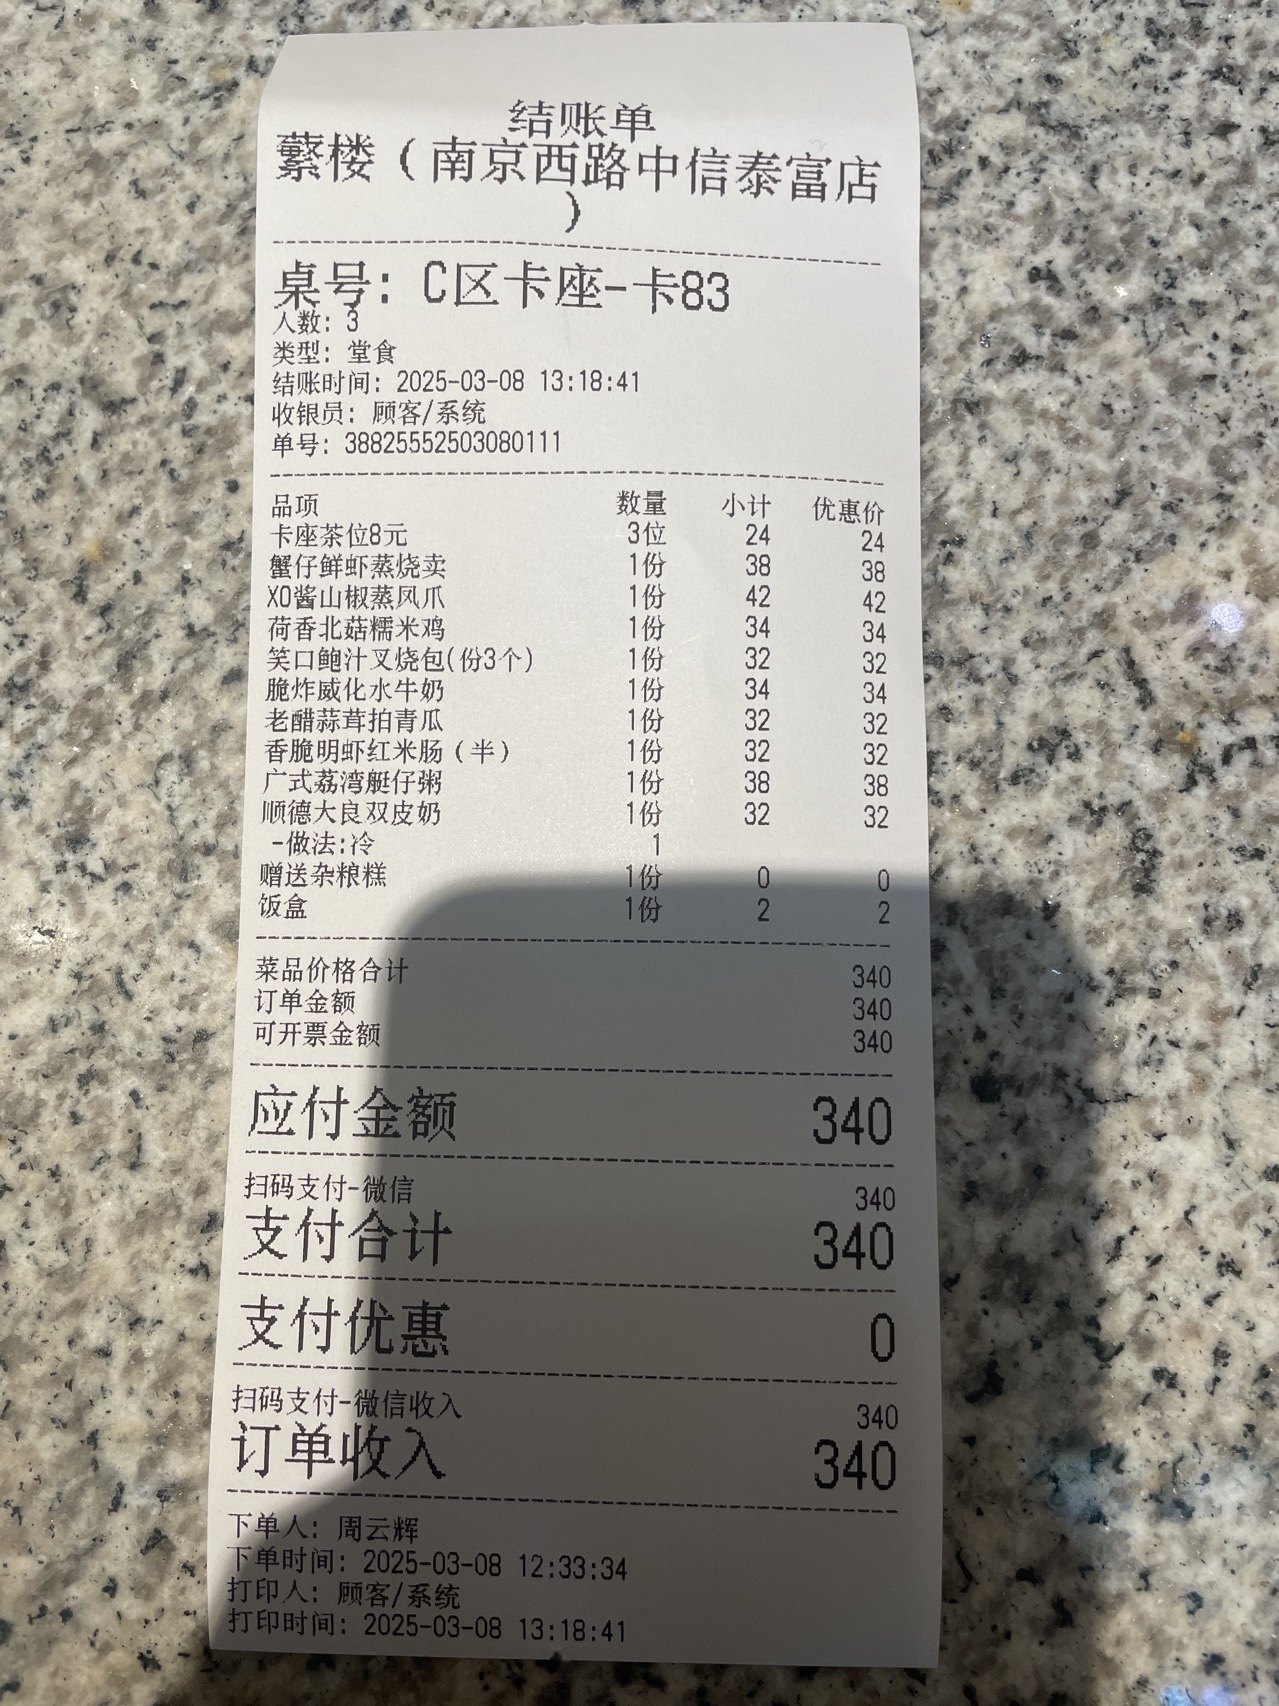 结账单
蘩楼（南京西路中信泰富店
）
桌号: C区卡座-卡83
人数: 3
类型: 堂食
结账时间: 2025-03-08 13:18:41
收银员: 顾客/系统
单号: 38825552503080111
品项 数量 小计 优惠价
卡座茶位8元 3位 24 24
蟹仔鲜虾蒸烧卖 1份 38 38
XO酱山椒蒸凤爪 1份 42 42
荷香北菇糯米鸡 1份 34 34
笑口鲍汁叉烧包(份3个) 1份 32 32
脆炸威化水牛奶 1份 34 34
老醋蒜茸拍青瓜 1份 32 32
香脆明虾红米肠（半） 1份 32 32
广式荔湾艇仔粥 1份 38 38
顺德大良双皮奶 1份 32 32
-做法:冷 1
赠送杂粮糕 1份 0 0
饭盒 1份 2 2
菜品价格合计 340
订单金额 340
可开票金额 340
应付金额 340
扫码支付-微信 340
支付合计 340
支付优惠 0
扫码支付-微信收入 340
订单收入 340
下单人: 周云辉
下单时间: 2025-03-08 12:33:34
打印人: 顾客/系统
打印时间: 2025-03-08 13:18:41